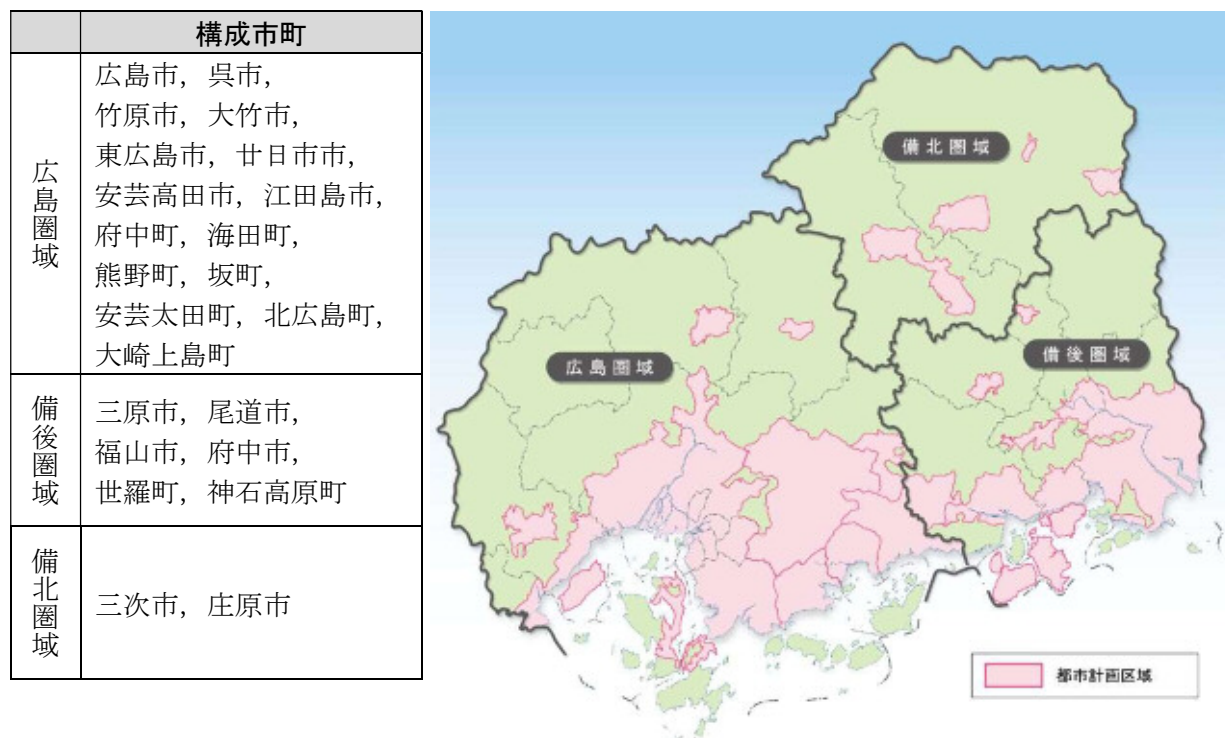 構成市町
広島圏域
広島市，呉市，
竹原市，大竹市，
東広島市，廿日市市，
安芸高田市，江田島市，
府中町，海田町，
熊野町，坂町，
安芸太田町，北広島町，
大崎上島町
備後圏域
三原市，尾道市，
福山市，府中市，
世羅町，神石高原町
備北圏域
三次市，庄原市
備北圏域
広島圏域
備後圏域
都市計画区域